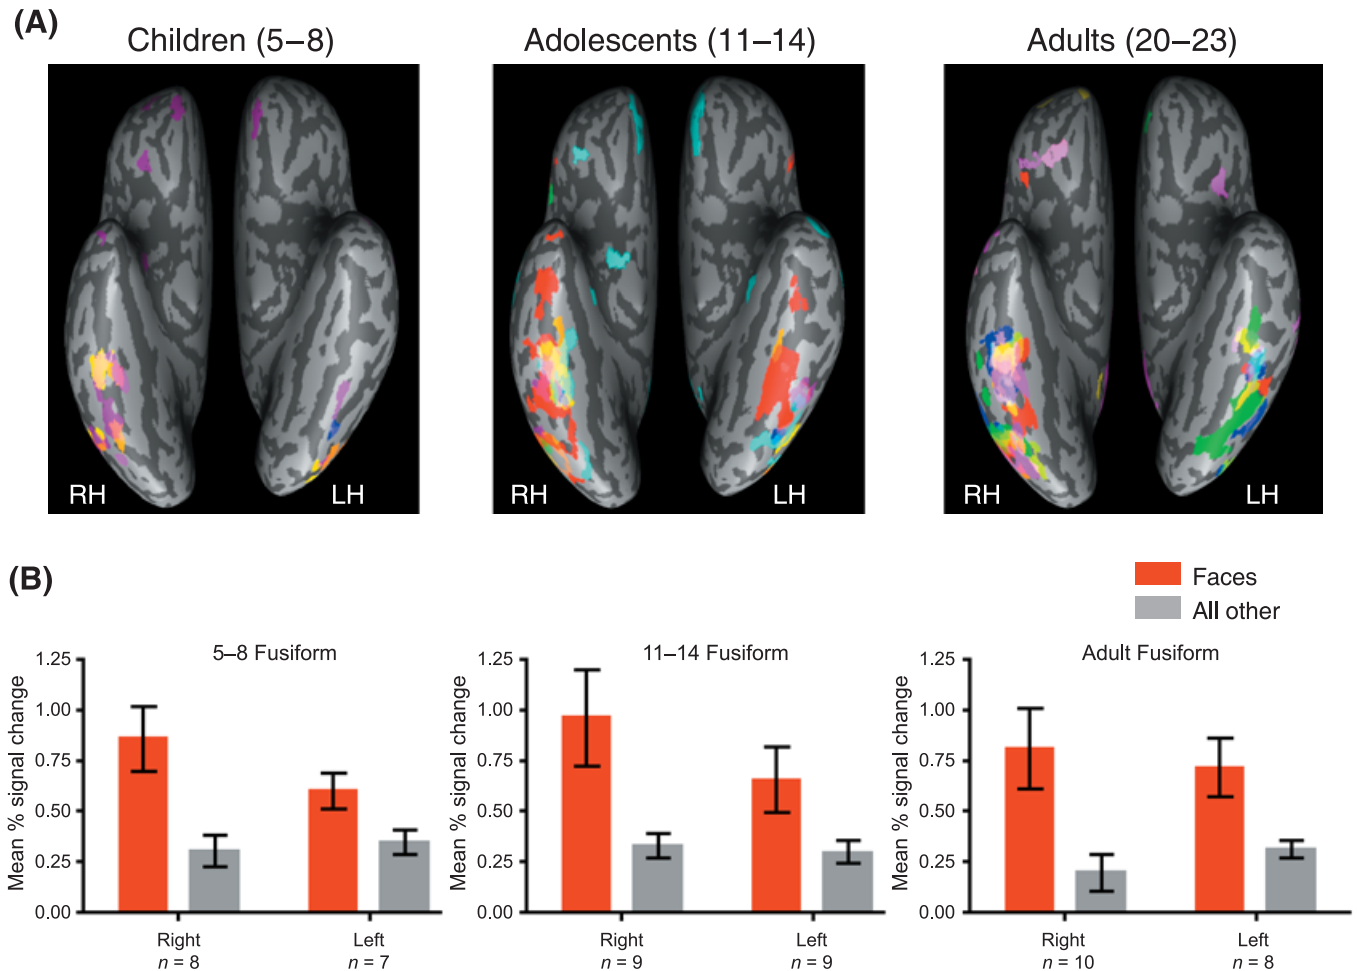 (A)
Children (5–8)
Adolescents (11–14)
Adults (20–23)
RH
LH
RH
LH
RH
LH
(B)
Faces
All other
5–8 Fusiform
Mean % signal change
1.25
1.00
0.75
0.50
0.25
0.00
Right
n = 8
Left
n = 7
11–14 Fusiform
Mean % signal change
1.25
1.00
0.75
0.50
0.25
0.00
Right
n = 9
Left
n = 9
Adult Fusiform
Mean % signal change
1.25
1.00
0.75
0.50
0.25
0.00
Right
n = 10
Left
n = 8